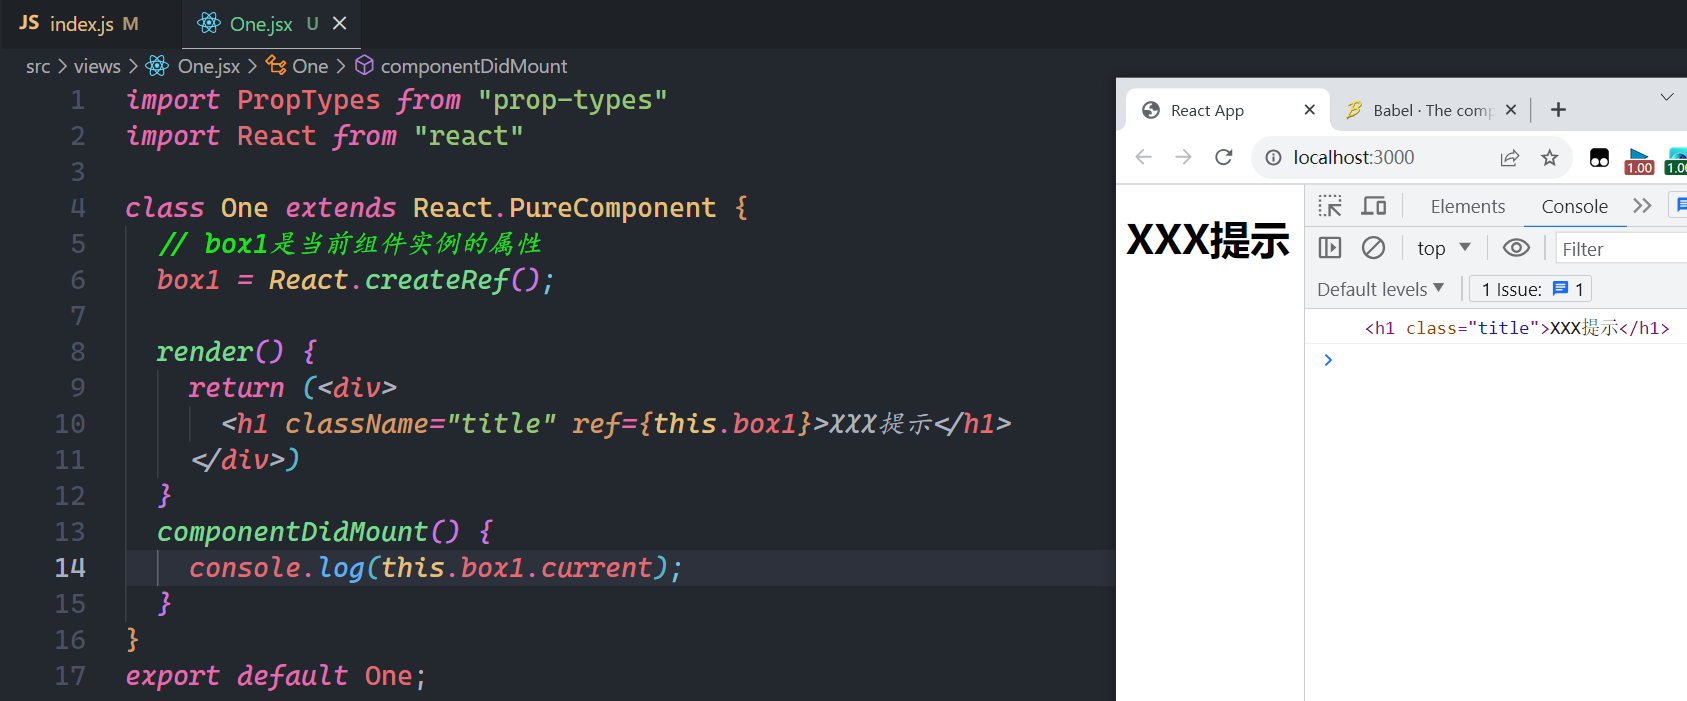 JS index.js M
One.jsx U
src > views > One.jsx > One > componentDidMount
1 import PropTypes from "prop-types"
2 import React from "react"
3
4 class One extends React.PureComponent {
5 // box1是当前组件实例的属性
6 box1 = React.createRef();
7
8 render() {
9 return (<div>
10 <h1 className="title" ref={this.box1}>XXX提示</h1>
11 </div>)
12 }
13 componentDidMount() {
14 console.log(this.box1.current);
15 }
16 }
17 export default One;
React App
Babel · The comp
localhost:3000
1.00
1.00
XXX提示
Elements Console
top Filter
Default levels 1 Issue: 1
<h1 class="title">XXX提示</h1>